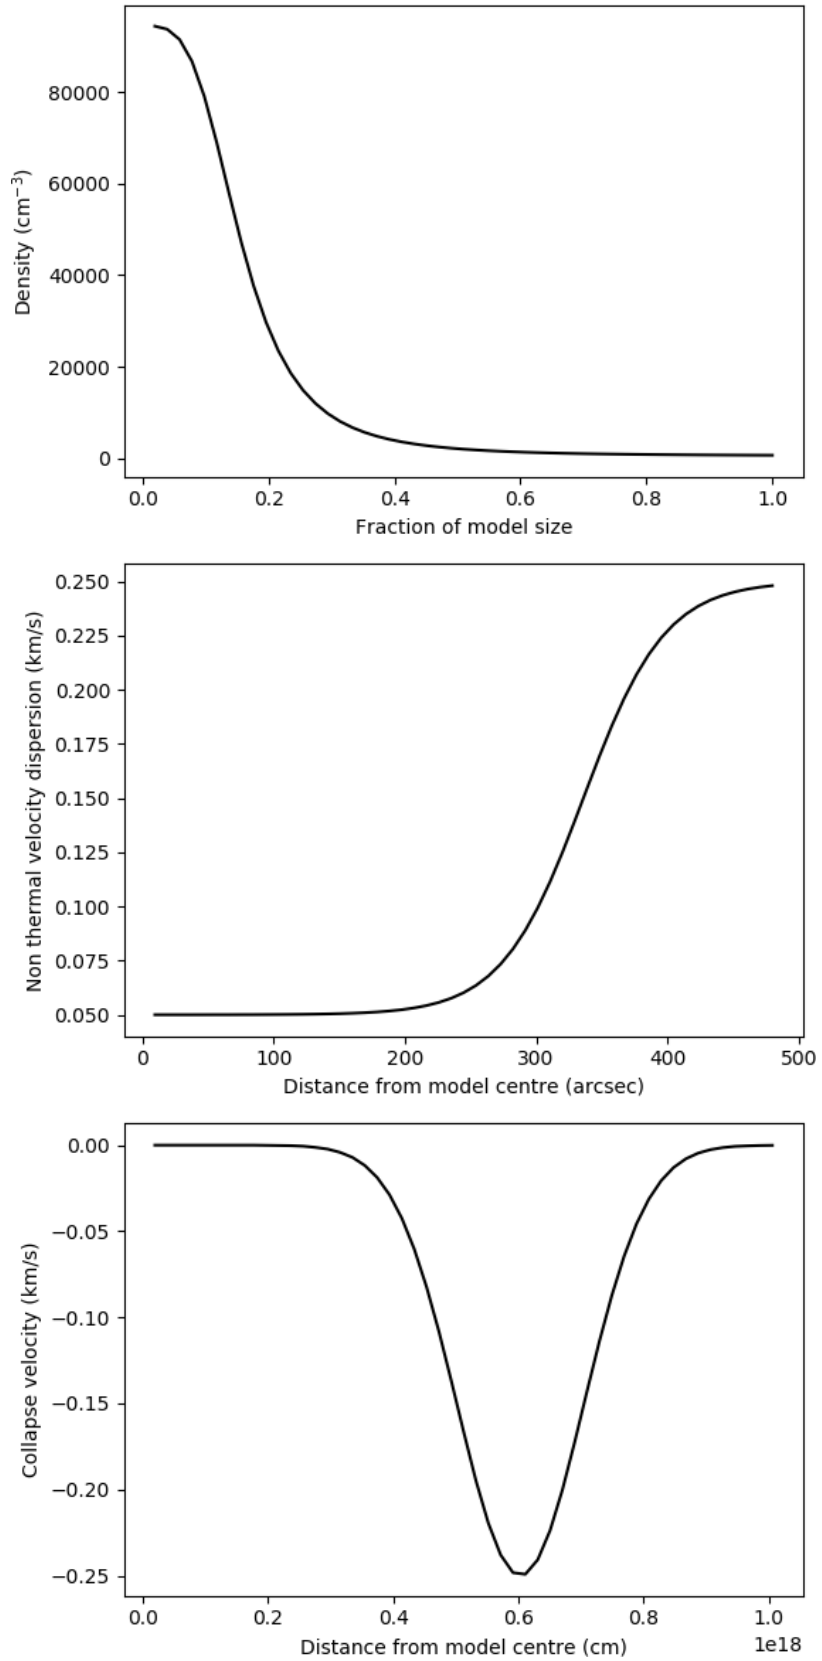 80000
60000
40000
20000
0
Density (cm⁻³)
0.0 0.2 0.4 0.6 0.8 1.0
Fraction of model size
0.250
0.225
0.200
0.175
0.150
0.125
0.100
0.075
0.050
Non thermal velocity dispersion (km/s)
0 100 200 300 400 500
Distance from model centre (arcsec)
0.00
−0.05
−0.10
−0.15
−0.20
−0.25
Collapse velocity (km/s)
0.0 0.2 0.4 0.6 0.8 1.0
Distance from model centre (cm) 1e18